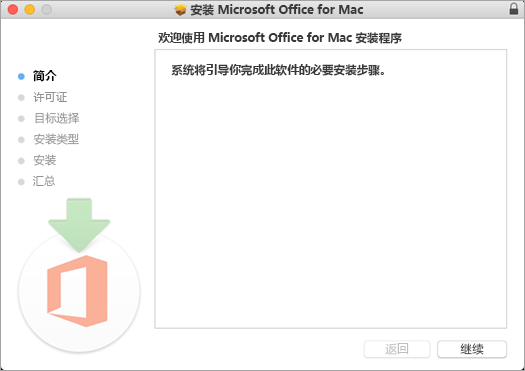 安装 Microsoft Office for Mac
欢迎使用 Microsoft Office for Mac 安装程序
系统将引导你完成此软件的必要安装步骤。
简介
许可证
目标选择
安装类型
安装
汇总
返回
继续